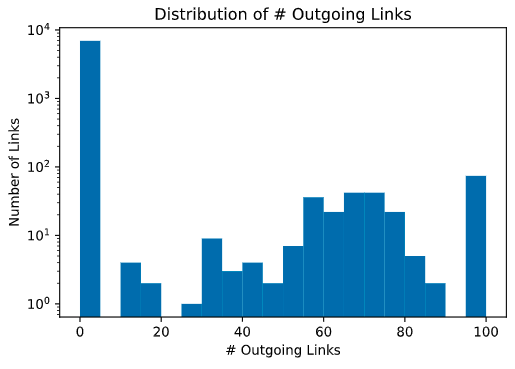 Distribution of # Outgoing Links
Number of Links
10⁴
10³
10²
10¹
10⁰
0 20 40 60 80 100
# Outgoing Links